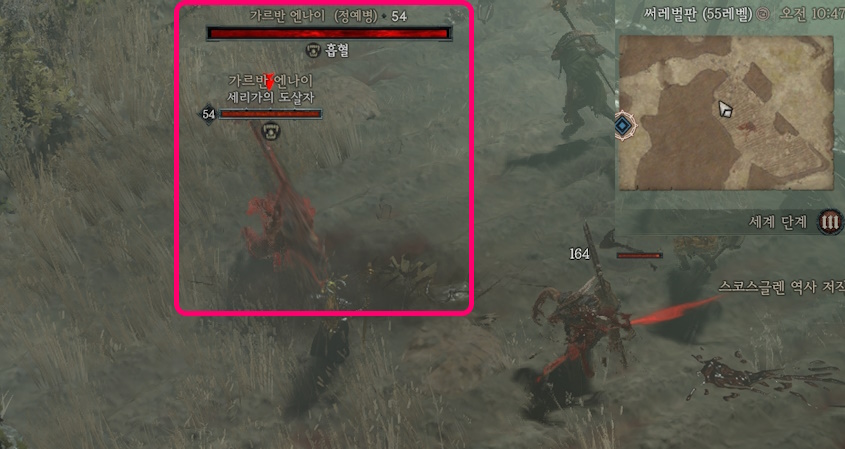 가르반 엔나이 (정예병) · 54
흡혈
가르반 엔나이
세리가의 도살자
54
써레벌판 (55레벨) 오전 10:47
세계 단계 III
164
스코스글렌 역사 저